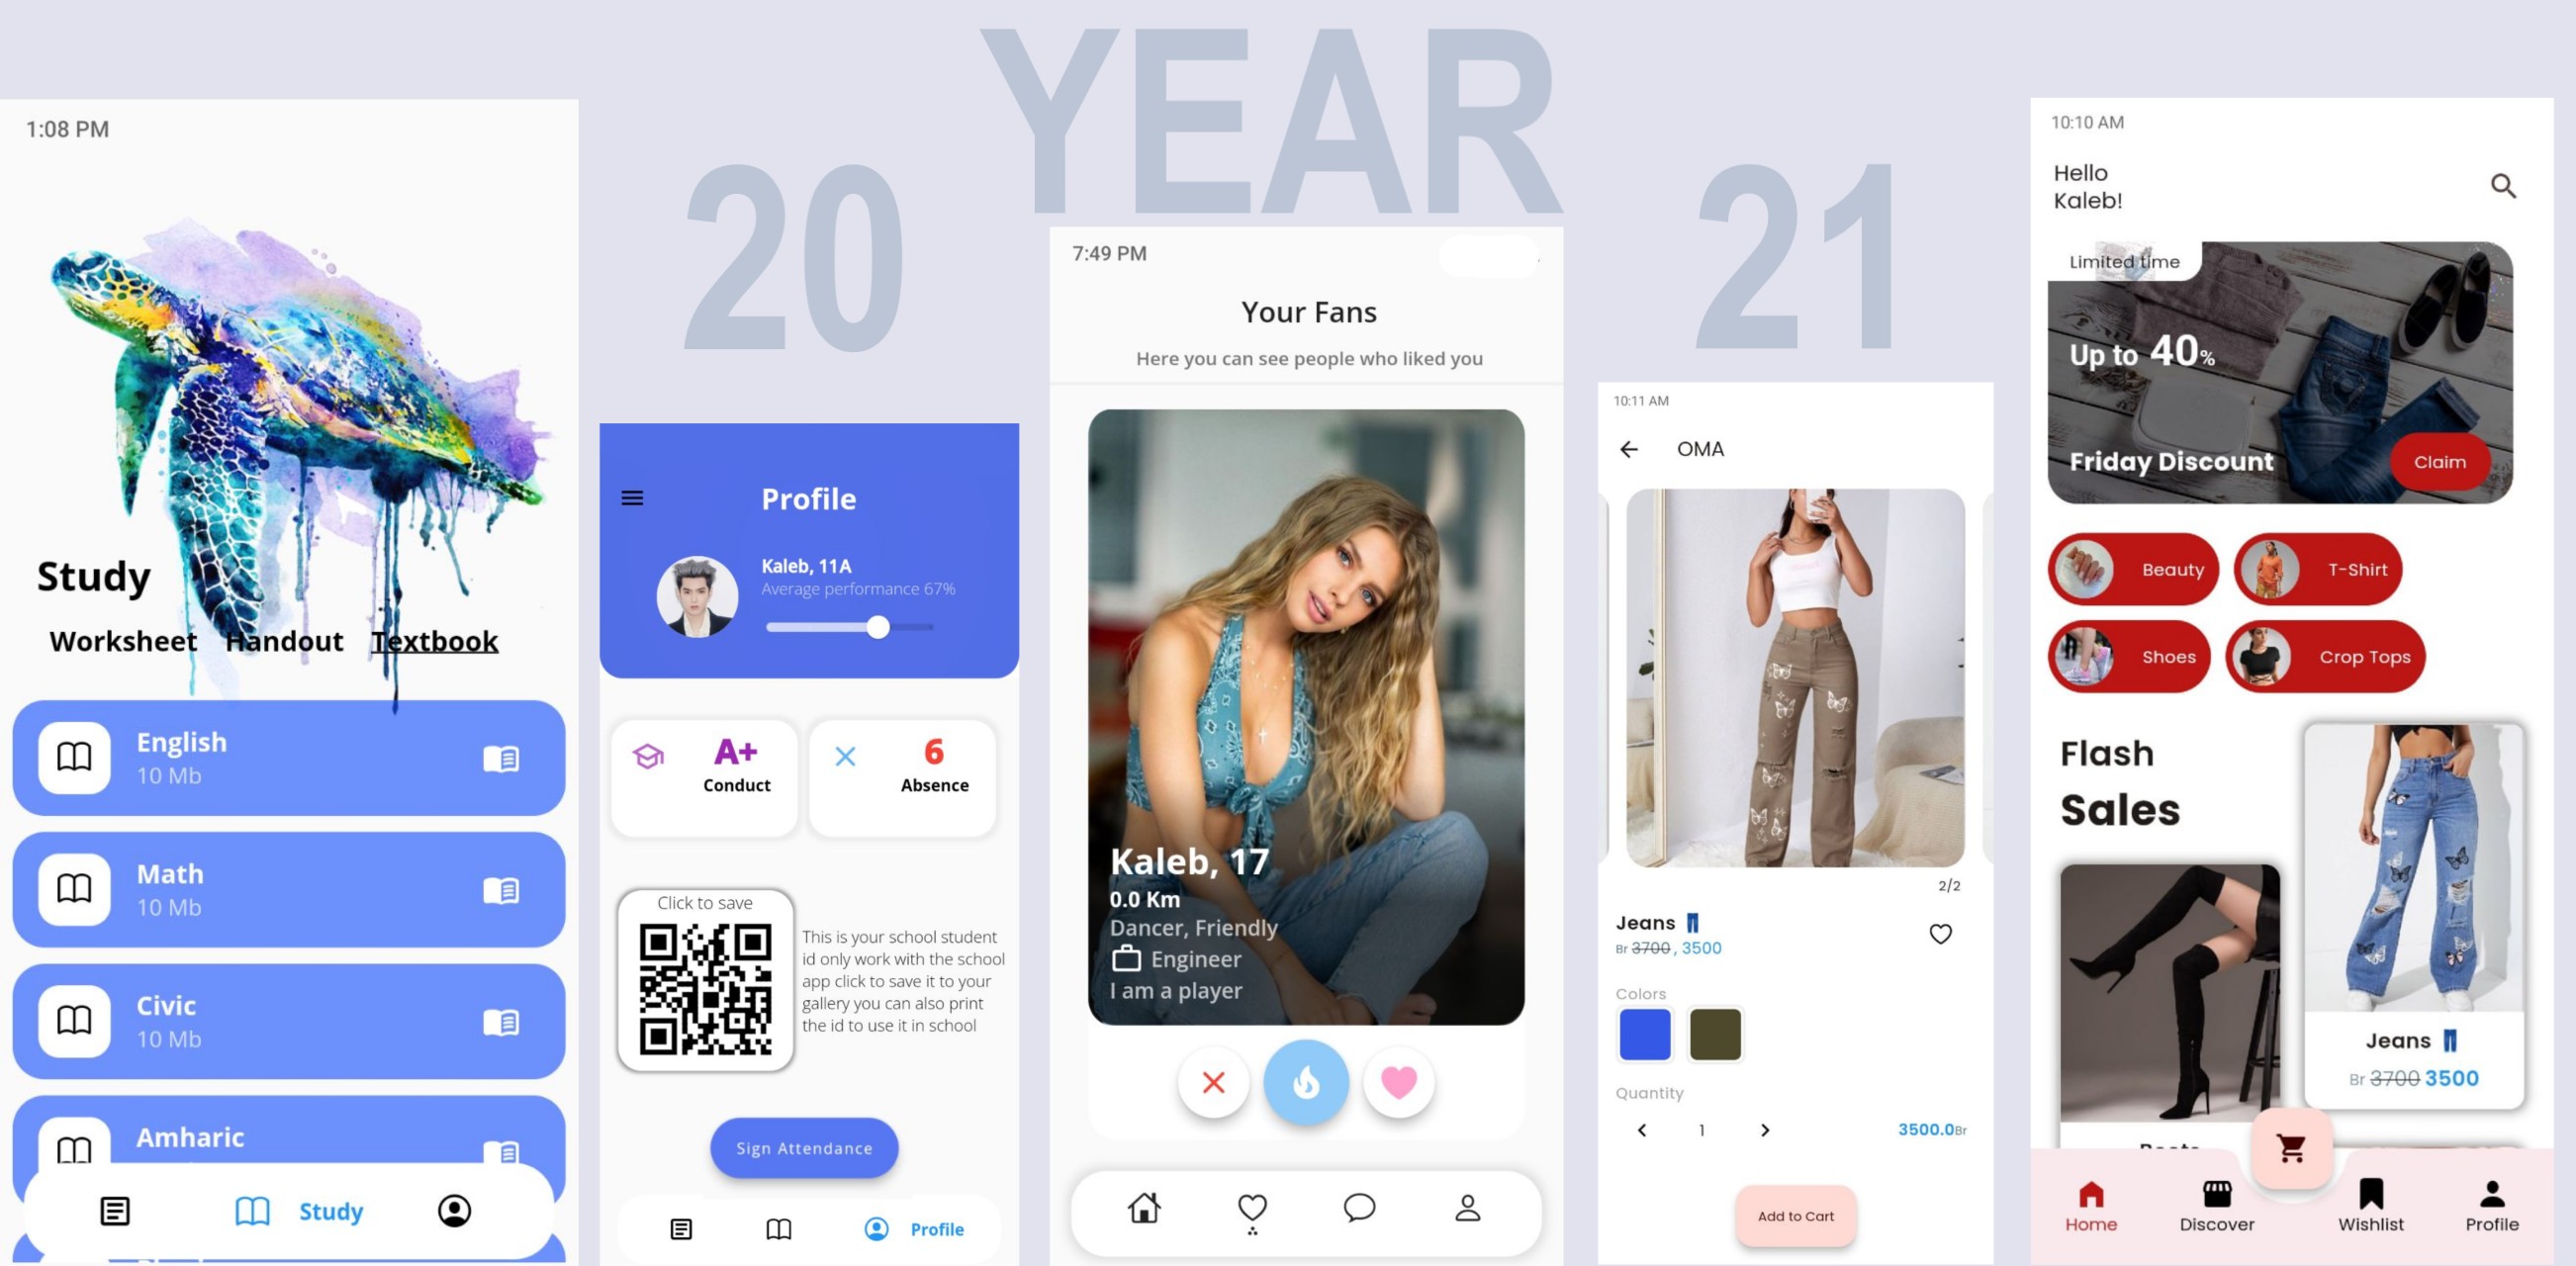 YEAR
20
21
1:08 PM
Study
Worksheet Handout Textbook
English
10 Mb
Math
10 Mb
Civic
10 Mb
Amharic
Study
Profile
Kaleb, 11A
Average performance 67%
A+
Conduct
6
Absence
Click to save
This is your school student
id only work with the school
app click to save it to your
gallery you can also print
the id to use it in school
Sign Attendance
Profile
7:49 PM
Your Fans
Here you can see people who liked you
Kaleb, 17
0.0 Km
Dancer, Friendly
Engineer
I am a player
10:11 AM
OMA
2/2
Jeans
Br 3700, 3500
Colors
Quantity
1
3500.0Br
Add to Cart
10:10 AM
Hello
Kaleb!
Limited time
Up to 40%
Friday Discount
Claim
Beauty
T-Shirt
Shoes
Crop Tops
Flash
Sales
Jeans
Br 3700 3500
Home
Discover
Wishlist
Profile